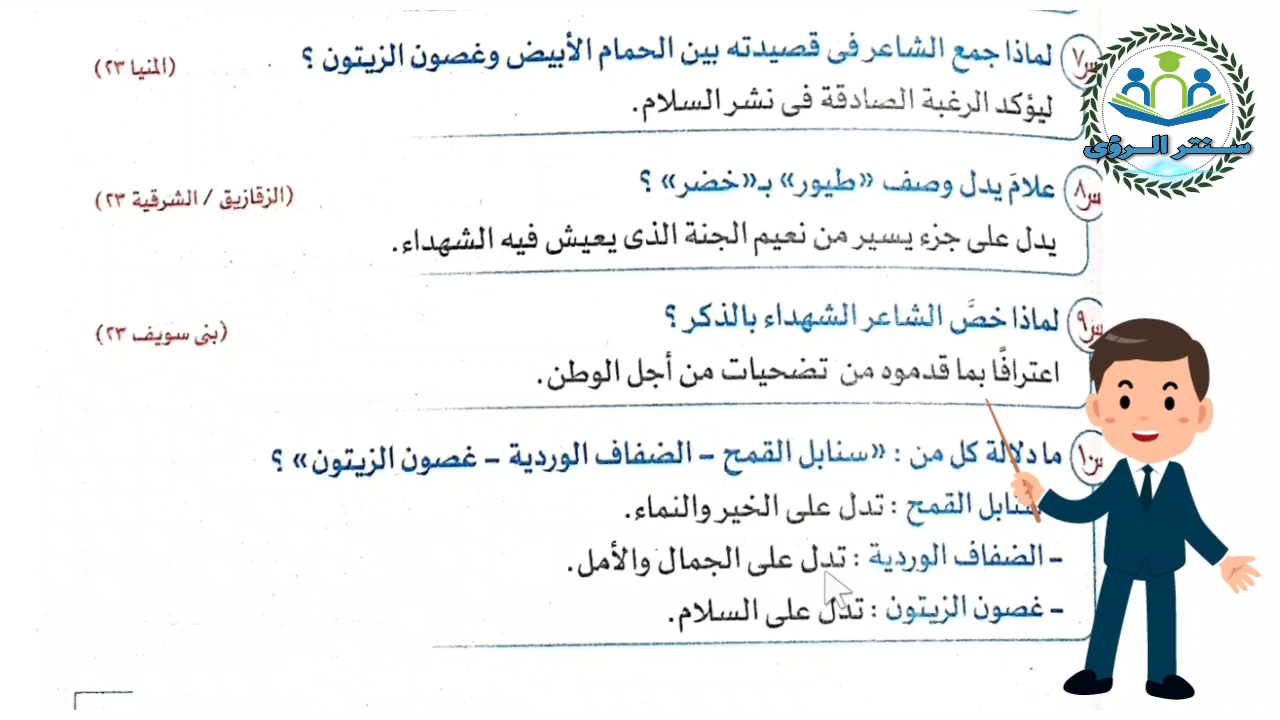 س٧ لماذا جمع الشاعر فى قصيدته بين الحمام الأبيض وغصون الزيتون ؟ (المنيا ٢٣)
ليؤكد الرغبة الصادقة فى نشر السلام.
س٨ علامَ يدل وصف «طيور» بـ«خضر» ؟ (الزقازيق / الشرقية ٢٣)
يدل على جزء يسير من نعيم الجنة الذى يعيش فيه الشهداء.
س٩ لماذا خصَّ الشاعر الشهداء بالذكر ؟ (بنى سويف ٢٣)
اعترافًا بما قدموه من تضحيات من أجل الوطن.
س١٠ ما دلالة كل من : «سنابل القمح – الضفاف الوردية – غصون الزيتون» ؟
سنابل القمح : تدل على الخير والنماء.
– الضفاف الوردية : تدل على الجمال والأمل.
– غصون الزيتون : تدل على السلام.
سنتر الرؤى